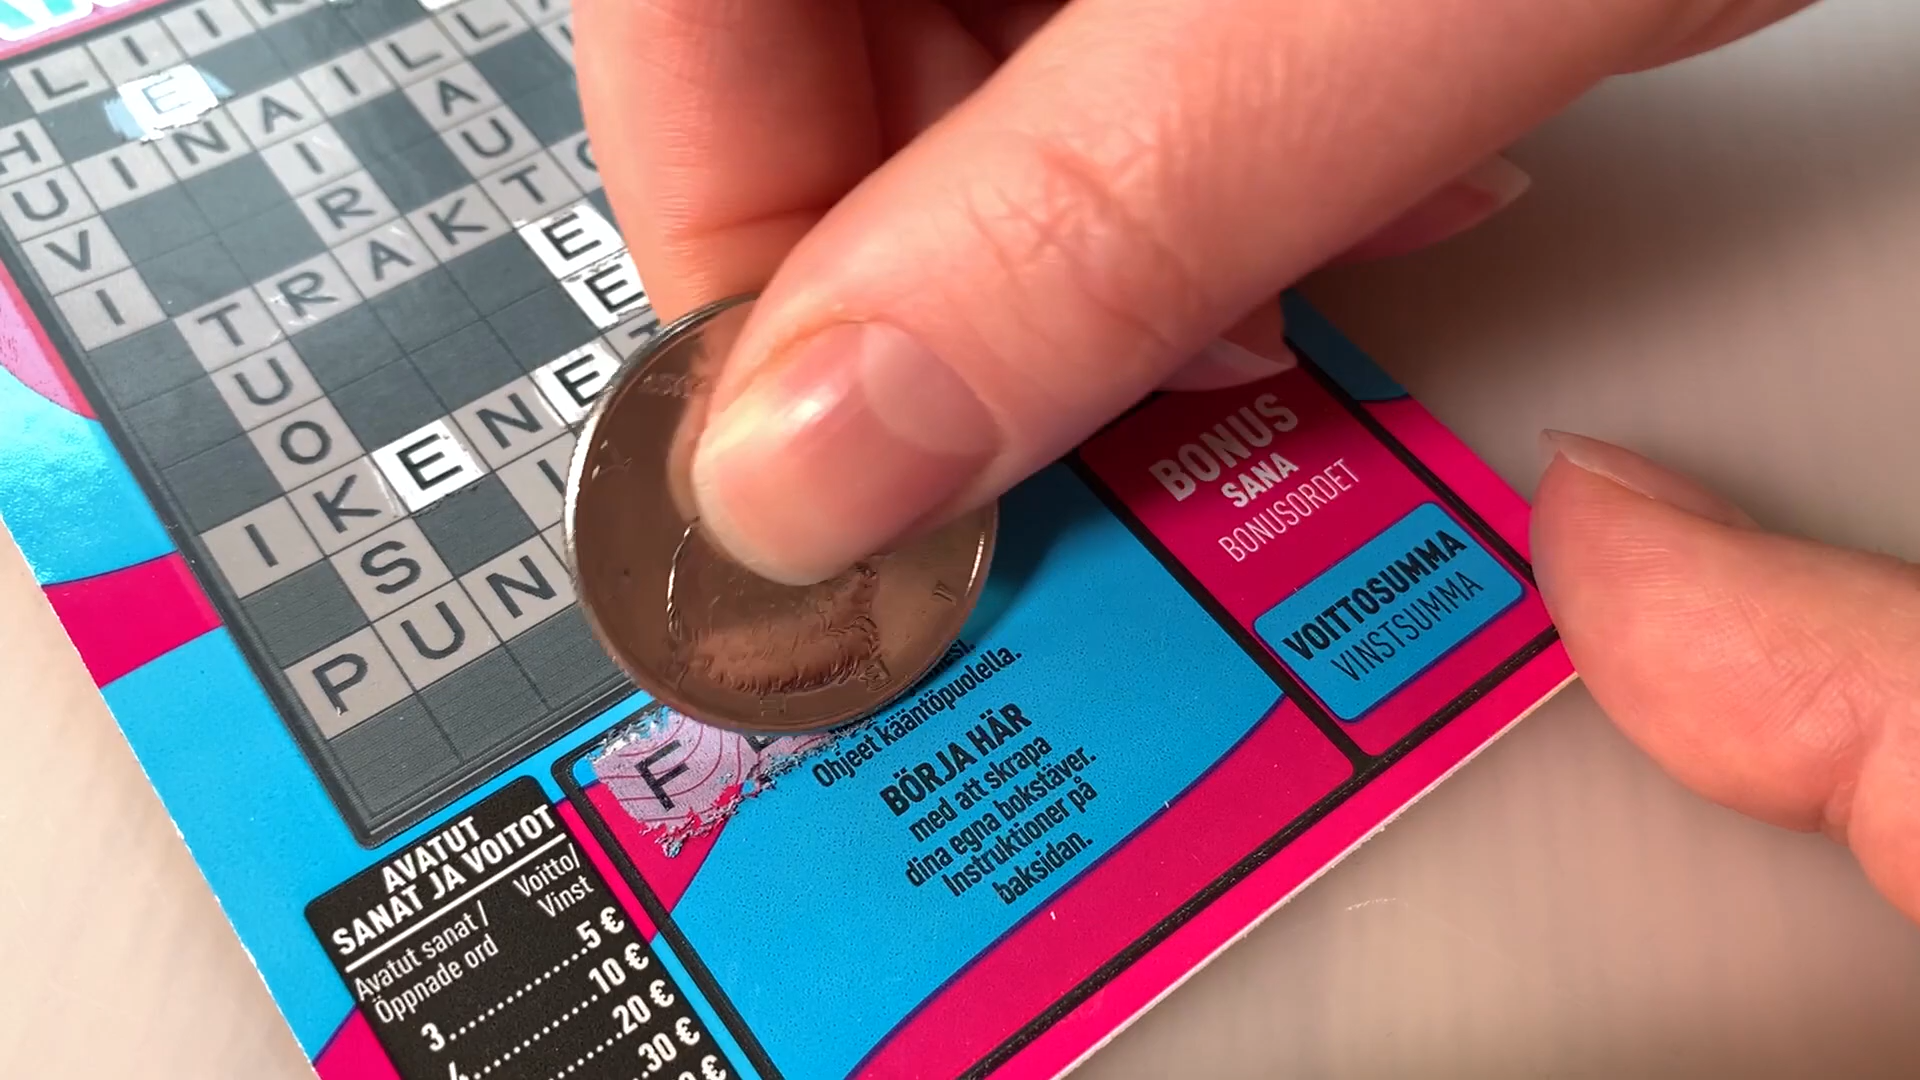 L I I
E
V I N A I L L
H U V I
A U T
I R
T R A K T
E
E
U O K S
E N E
I
P U N
F
Ohjeet kääntöpuolella.
BÖRJA HÄR
med att skrapa
dina egna bokstäver.
Instruktioner på
baksidan.
BONUS
SANA
BONUSORDET
VOITTOSUMMA
VINSTSUMMA
AVATUT
SANAT JA VOITOT
Avatut sanat /
Öppnade ord
Voitto/
Vinst
3..............5 €
10 €
20 €
30 €